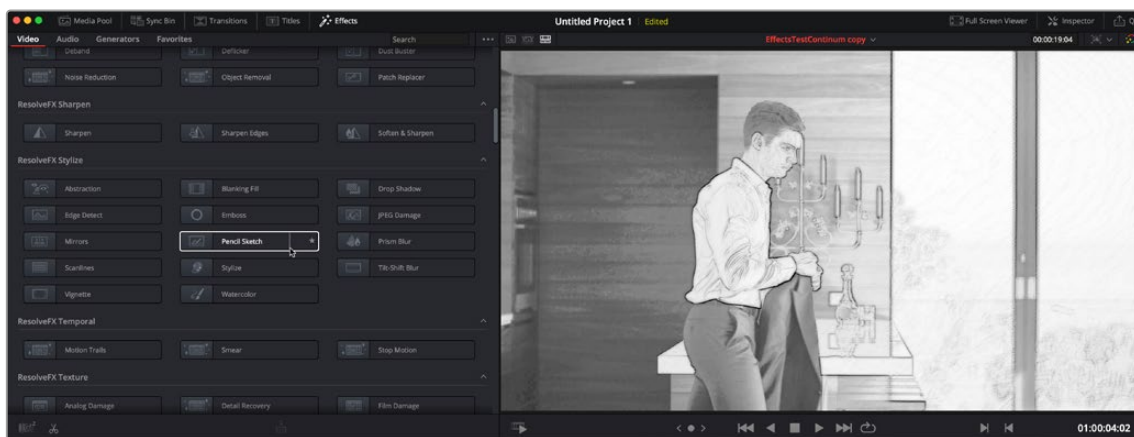 Media Pool Sync Bin Transitions Titles Effects Untitled Project 1 Edited Full Screen Viewer Inspector
Video Audio Generators Favorites Search EffectsTestContinum copy 00:00:19:04
Deband Deflicker Dust Buster
Noise Reduction Object Removal Patch Replacer
ResolveFX Sharpen
Sharpen Sharpen Edges Soften & Sharpen
ResolveFX Stylize
Abstraction Blanking Fill Drop Shadow
Edge Detect Emboss JPEG Damage
Mirrors Pencil Sketch Prism Blur
Scanlines Stylize Tilt-Shift Blur
Vignette Watercolor
ResolveFX Temporal
Motion Trails Smear Stop Motion
ResolveFX Texture
Analog Damage Detail Recovery Film Damage
01:00:04:02